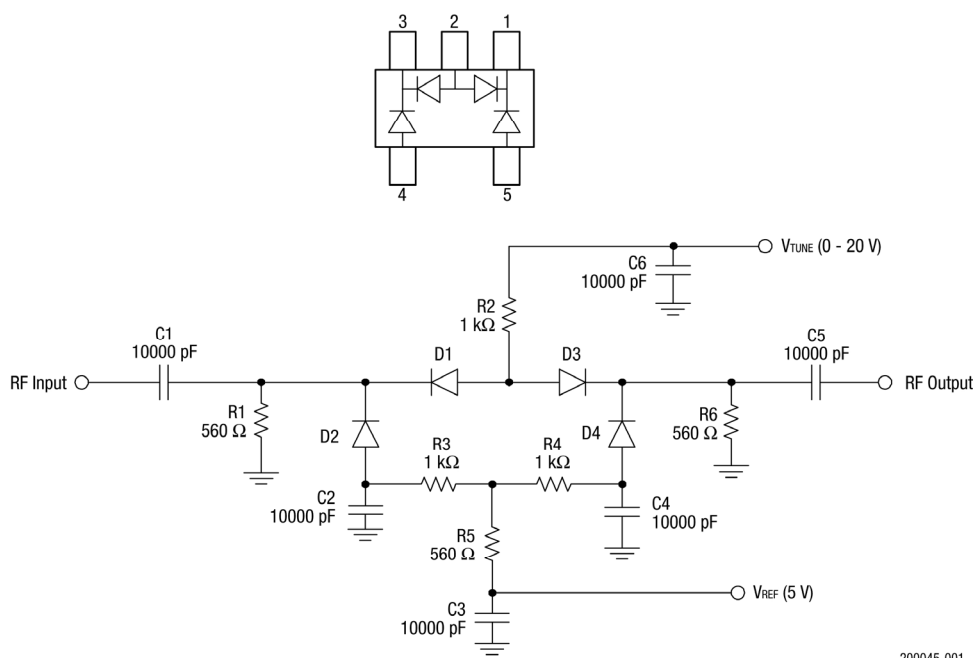 3 2 1
4 5
VTUNE (0 - 20 V)
C6
10000 pF
R2
1 kΩ
C1
10000 pF
D1
D3
C5
10000 pF
RF Input
RF Output
R1
560 Ω
D2
R3
1 kΩ
R4
1 kΩ
D4
R6
560 Ω
C2
10000 pF
C4
10000 pF
R5
560 Ω
VREF (5 V)
C3
10000 pF
200045-001